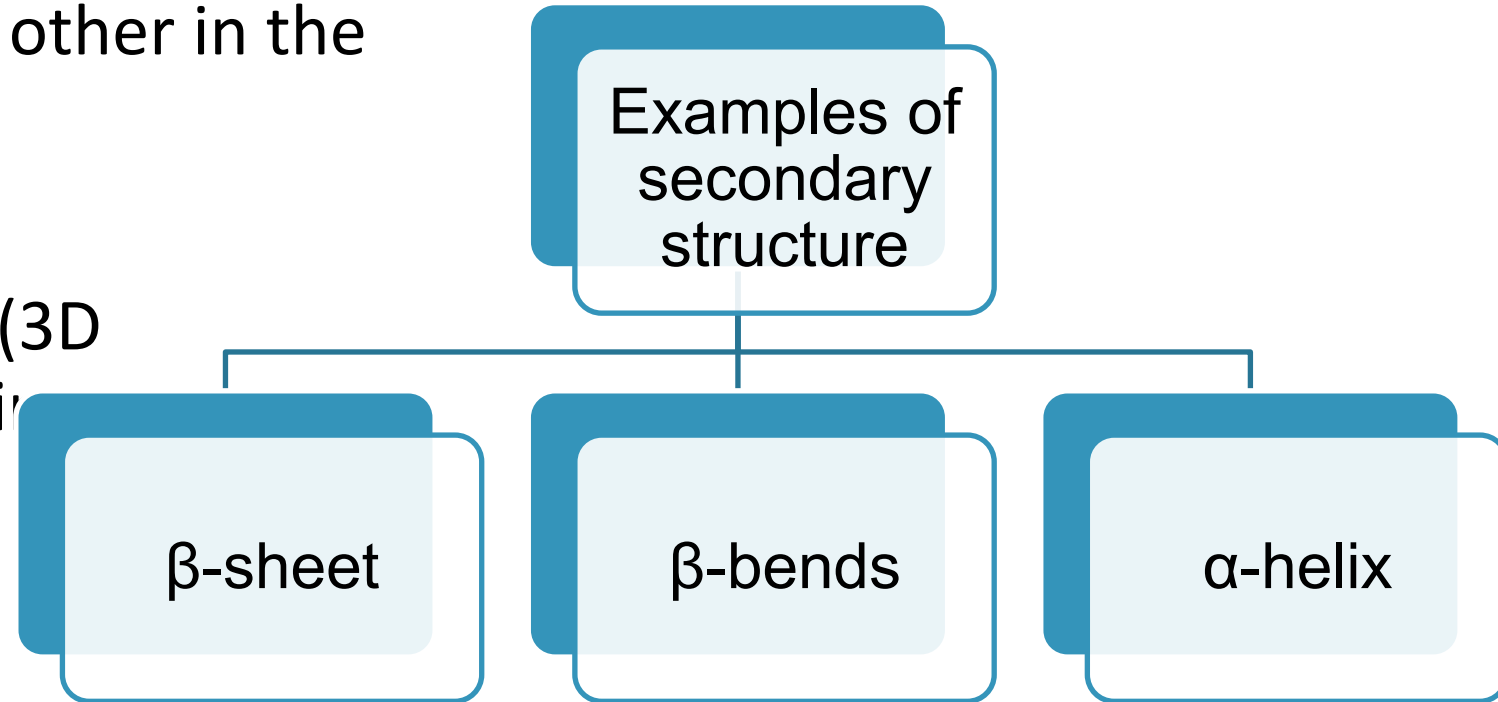 other in the
Examples of
secondary
structure
(3D
β-sheet
β-bends
α-helix